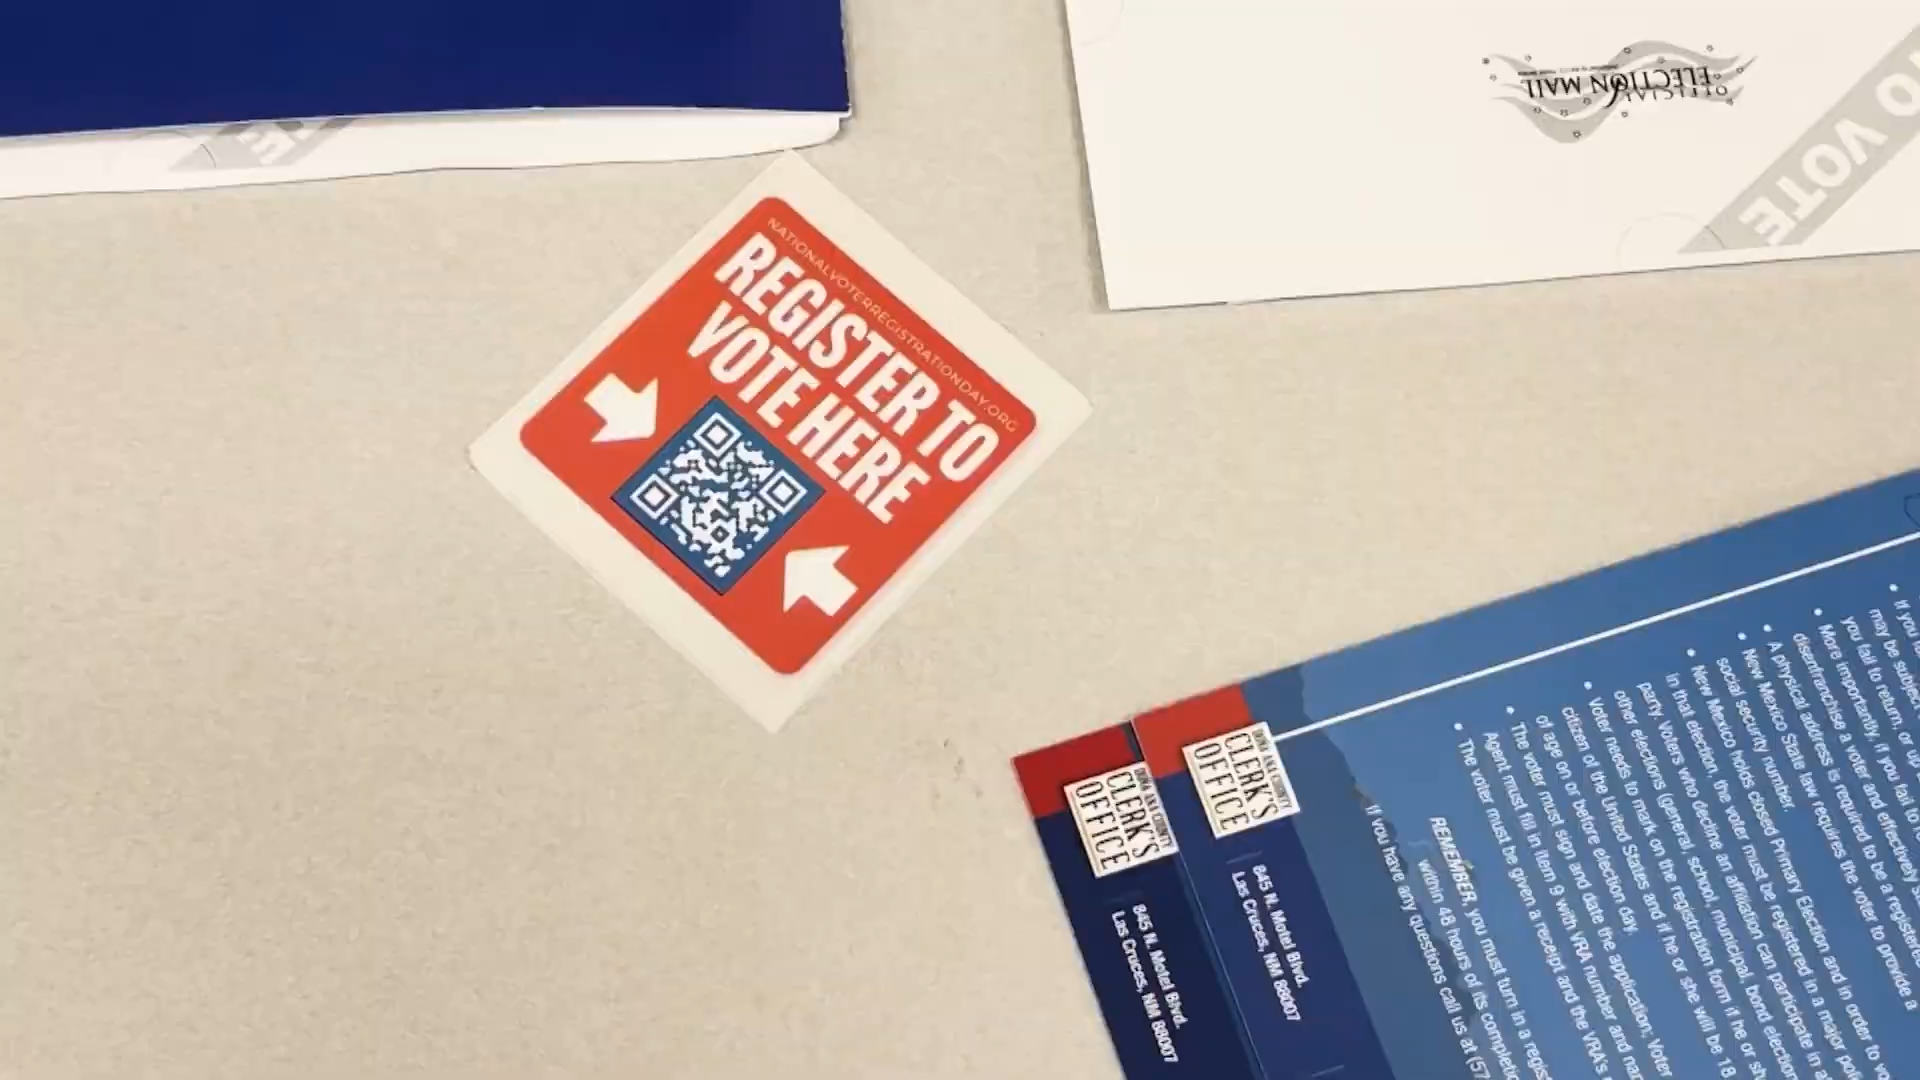 TE
OFFICIAL
ELECTION MAIL
TO VOTE
NATIONALVOTERREGISTRATIONDAY.ORG
REGISTER TO
VOTE HERE
DOÑA ANA COUNTY
CLERK'S
OFFICE
845 N. Motel Blvd.
Las Cruces, NM 88007
DOÑA ANA COUNTY
CLERK'S
OFFICE
845 N. Motel Blvd.
Las Cruces, NM 88007
• If you
may be subject
you fail to return, or
• More importantly, if you fail to
disenfranchise a voter and effectively
• A physical address is required to be a registered
• New Mexico State law requires the voter to provide a
social security number.
• New Mexico holds closed Primary Election and in order to
in that election, the voter must be registered in a major
party. Voters who decline an affiliation can participate in
other elections (general, school, municipal, bond
• Voter needs to mark on the registration form if he or
citizen of the United States and if he or she will be 18
of age on or before election day.
• The voter must sign and date the application. Voter
Agent must fill in item 9 with VRA number and
• The voter must be given a receipt and the VRA's
REMEMBER, you must turn in a
within 48 hours of its
If you have any questions call us at (57